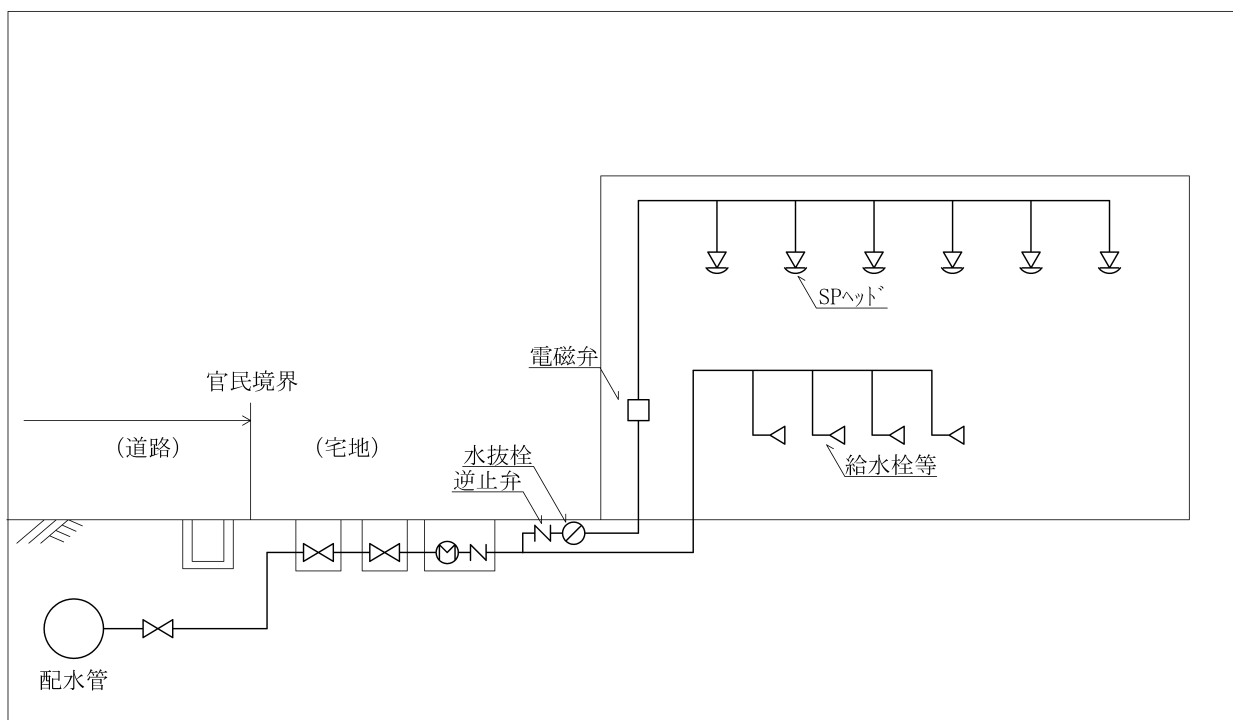 SPﾍｯﾄﾞ
電磁弁
官民境界
(道路)
(宅地)
水抜栓
逆止弁
給水栓等
M
配水管